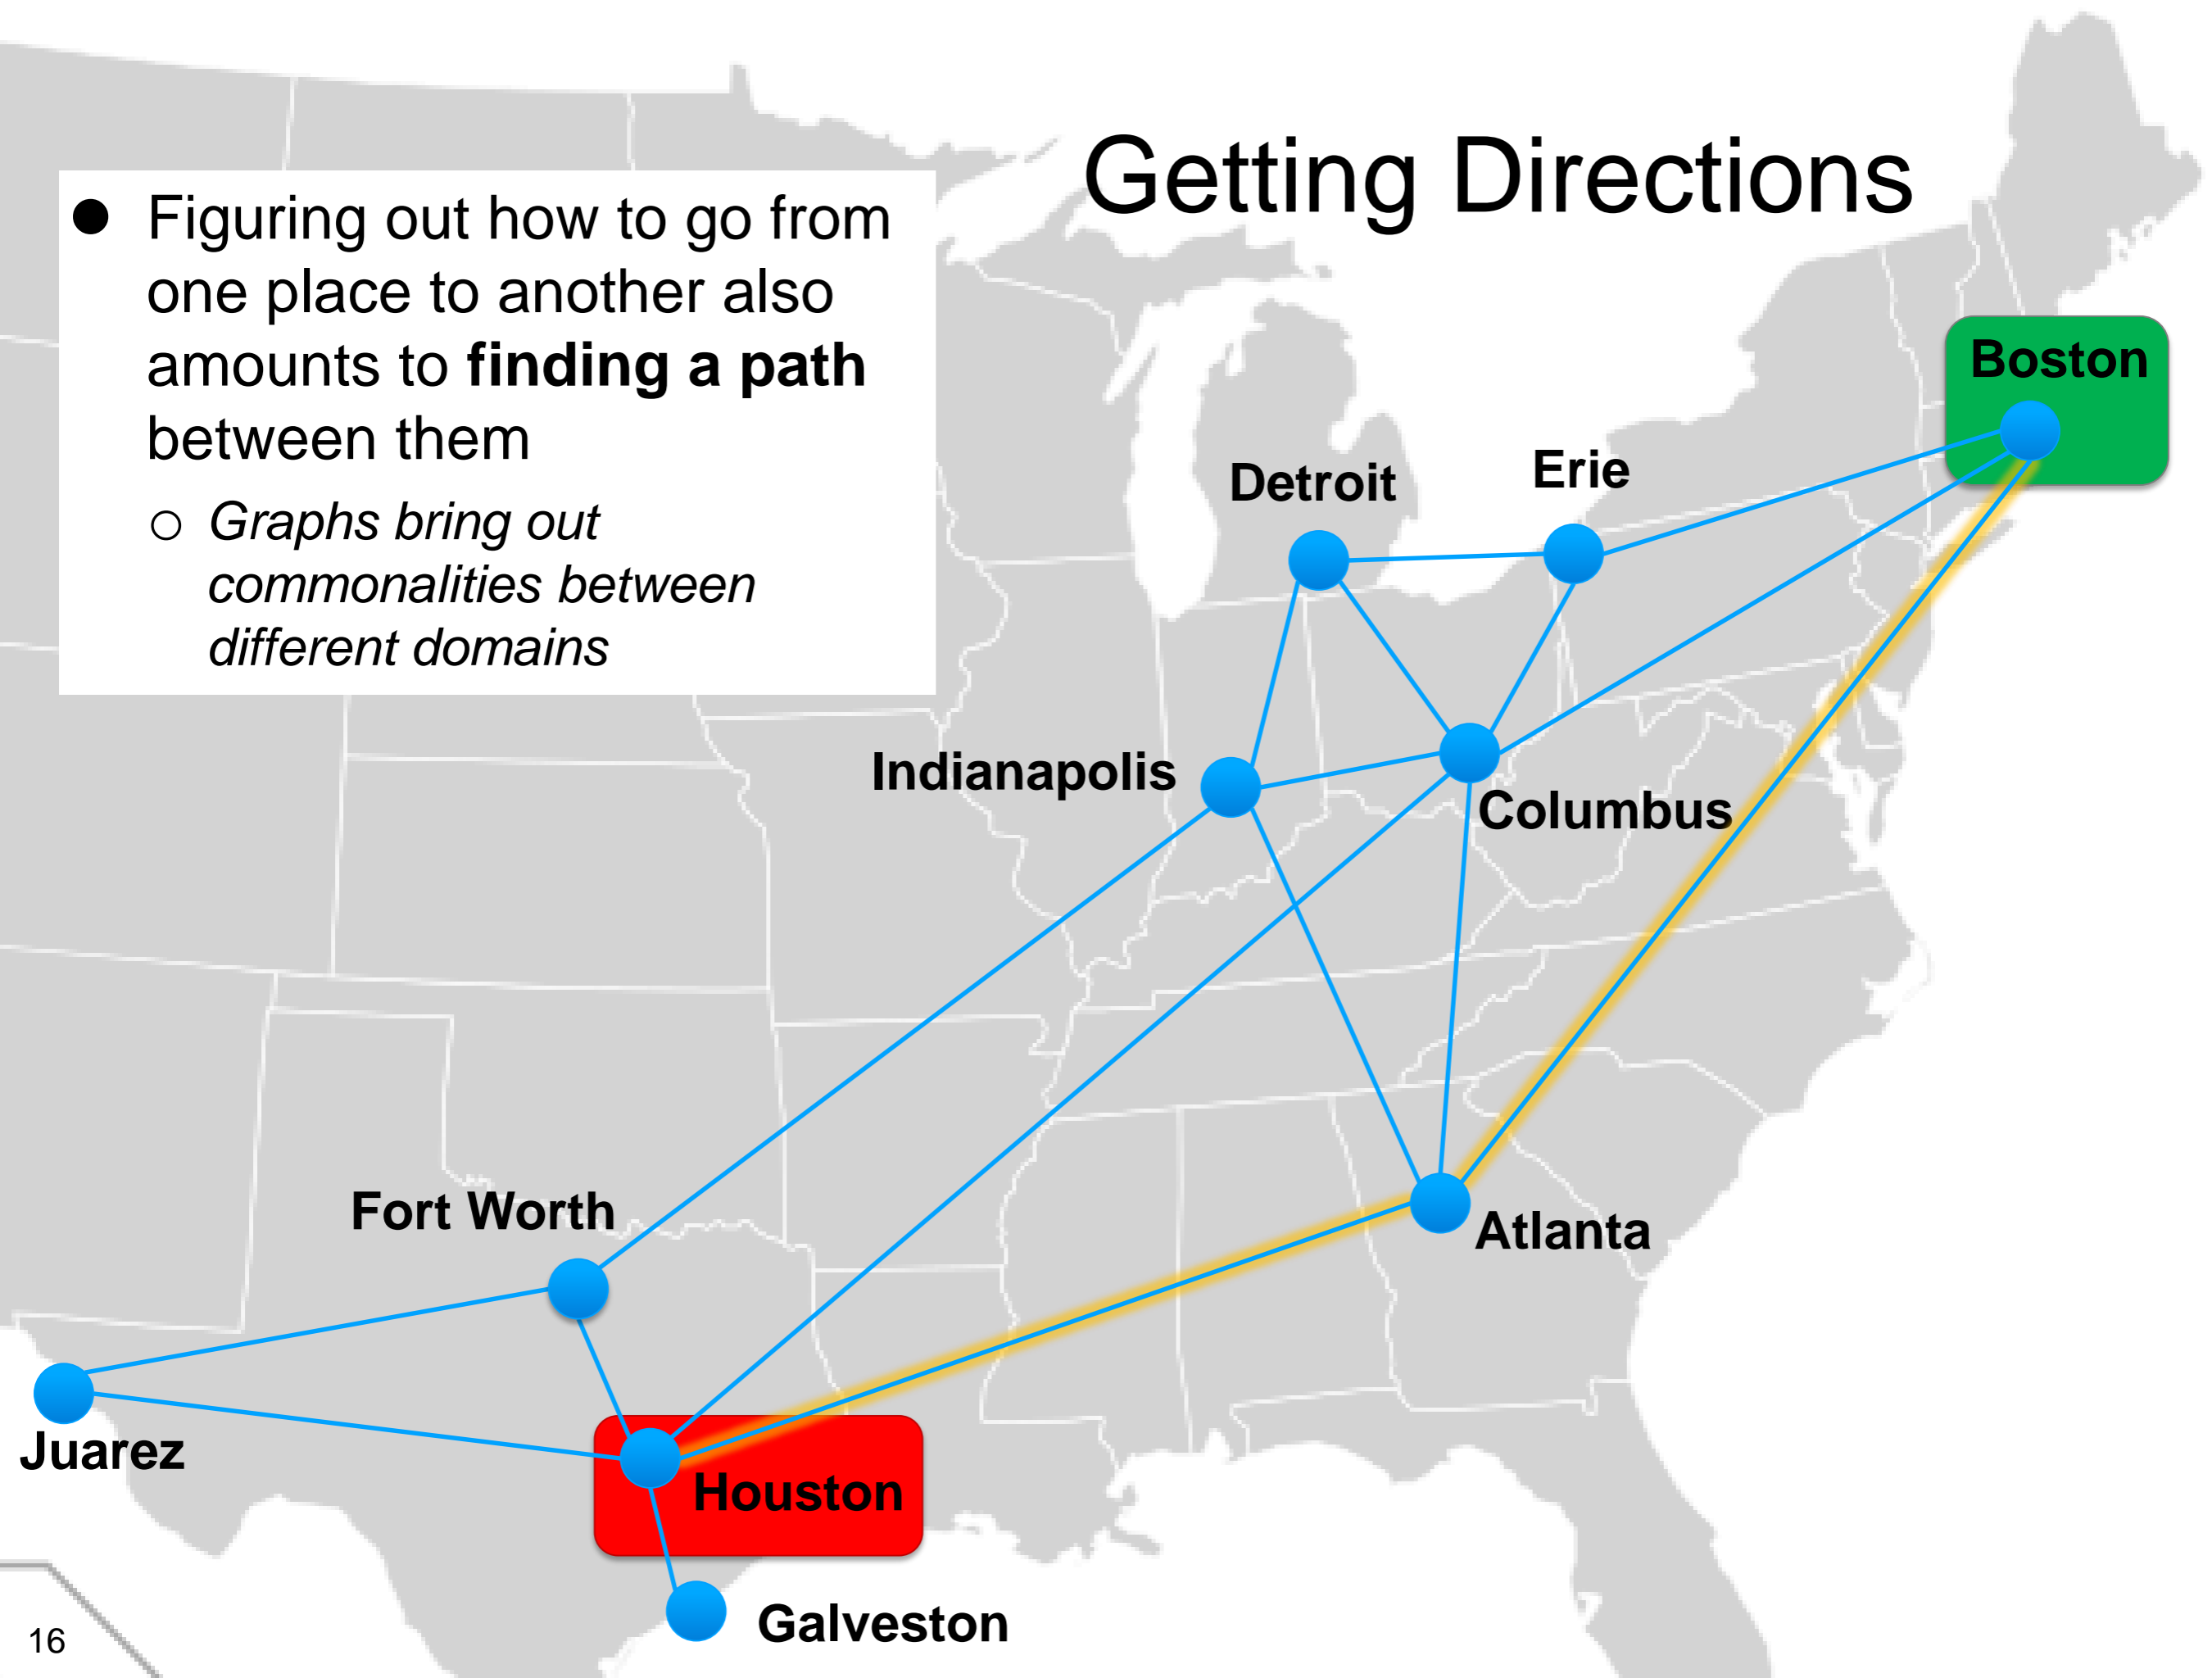 Getting Directions
● Figuring out how to go from
one place to another also
amounts to finding a path
between them
○ Graphs bring out
commonalities between
different domains
Boston
Erie
Detroit
Indianapolis
Columbus
Fort Worth
Atlanta
Juarez
Houston
Galveston
16